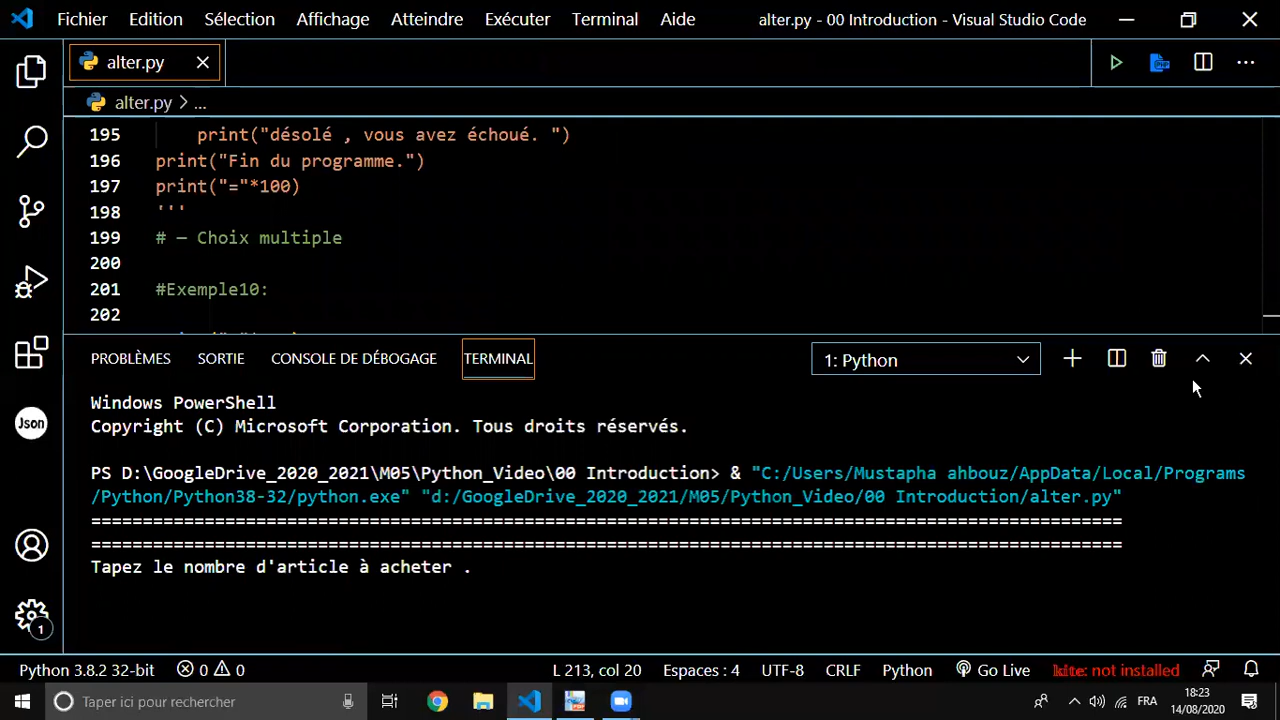 Fichier Edition Sélection Affichage Atteindre Exécuter Terminal Aide alter.py - 00 Introduction - Visual Studio Code
alter.py
alter.py > ...
195 print("désolé , vous avez échoué. ")
196 print("Fin du programme.")
197 print("="*100)
198 '''
199 # — Choix multiple
200
201 #Exemple10:
202
PROBLÈMES SORTIE CONSOLE DE DÉBOGAGE TERMINAL 1: Python
Windows PowerShell
Copyright (C) Microsoft Corporation. Tous droits réservés.
PS D:\GoogleDrive_2020_2021\M05\Python_Video\00 Introduction> & "C:/Users/Mustapha ahbouz/AppData/Local/Programs
/Python/Python38-32/python.exe" "d:/GoogleDrive_2020_2021/M05/Python_Video/00 Introduction/alter.py"
====================================================================================================
====================================================================================================
Tapez le nombre d'article à acheter .
Json
1
Python 3.8.2 32-bit 0 0 L 213, col 20 Espaces : 4 UTF-8 CRLF Python Go Live kite: not installed
Taper ici pour rechercher
FRA
18:23
14/08/2020